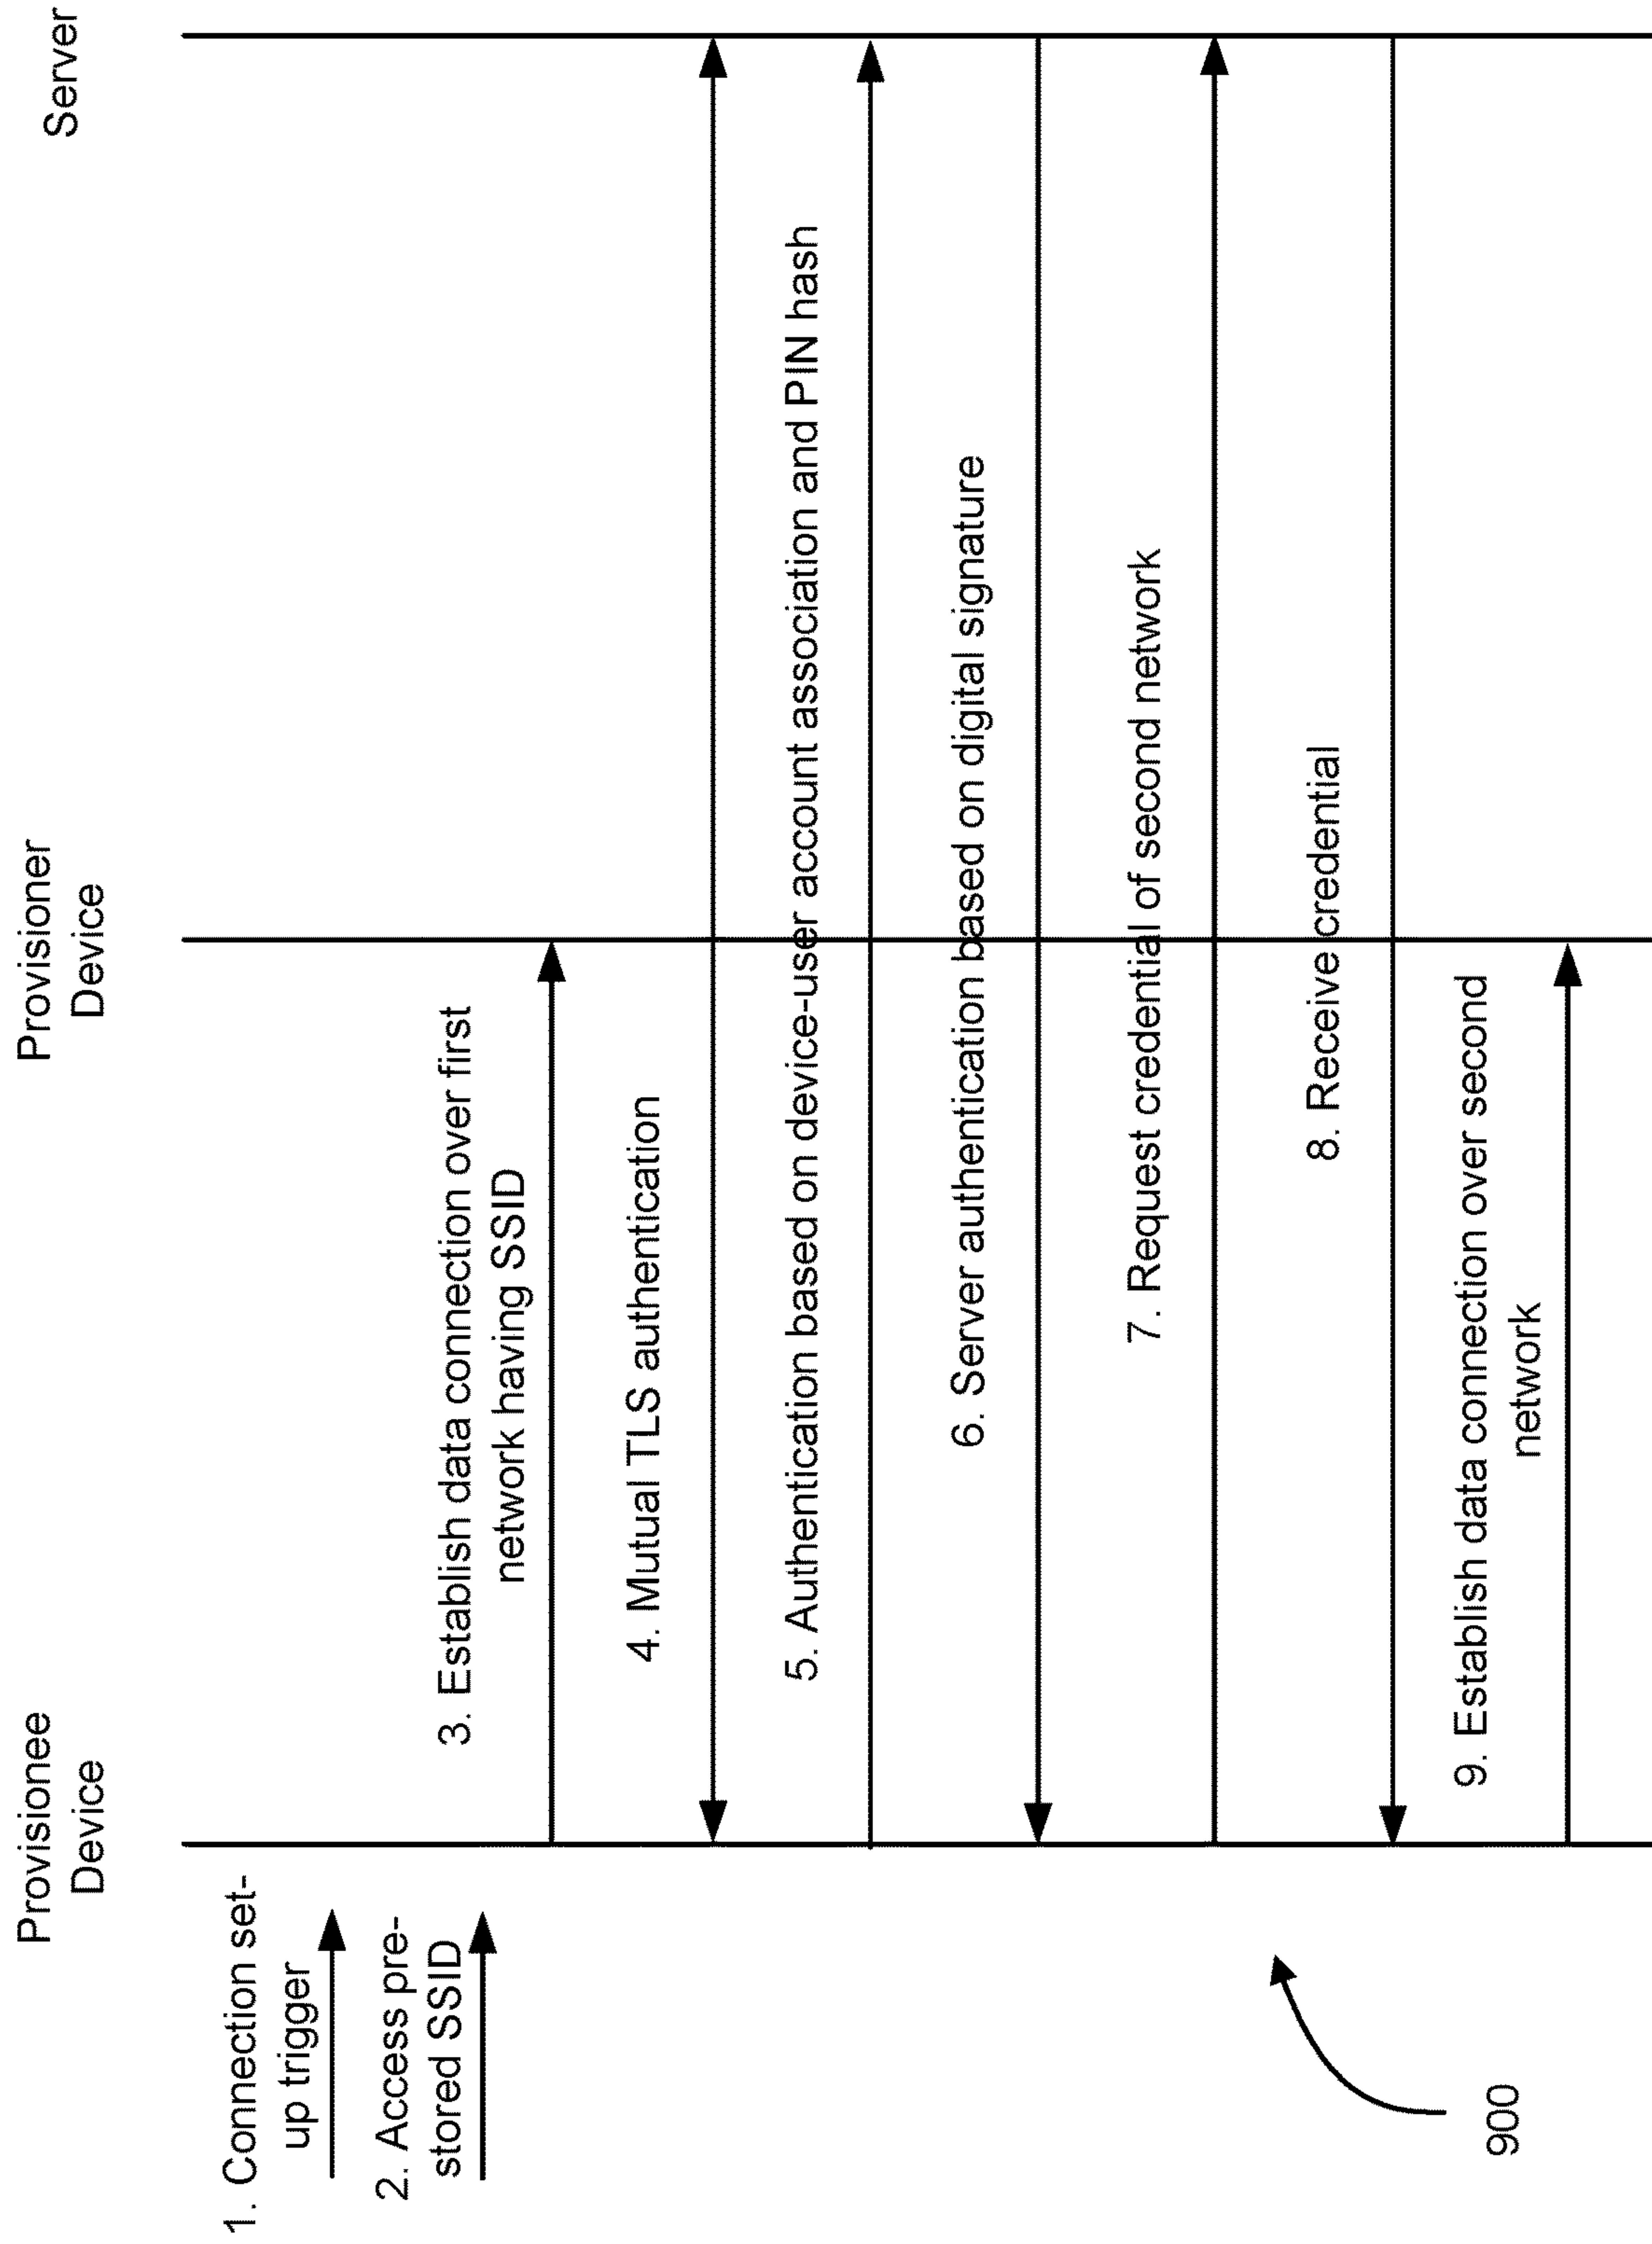 Provisionee
Device
Provisioner
Device
Server
1. Connection set-
up trigger
2. Access pre-
stored SSID
3. Establish data connection over first
network having SSID
4. Mutual TLS authentication
5. Authentication based on device-user account association and PIN hash
6. Server authentication based on digital signature
7. Request credential of second network
8. Receive credential
9. Establish data connection over second
network
900